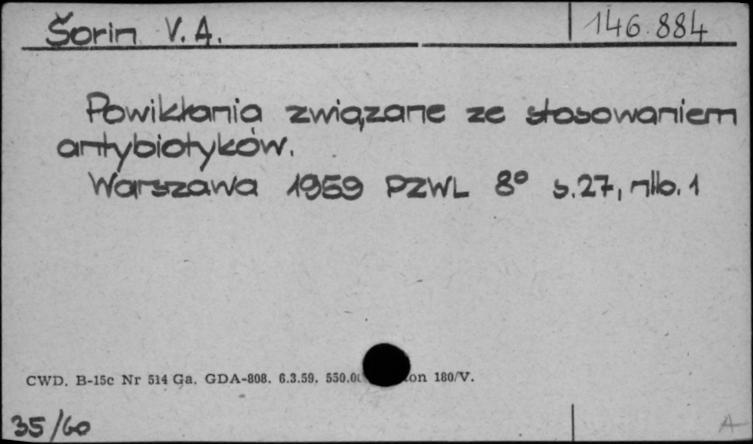 Šorin V. A.
146.884
Powikłania związane ze stosowaniem
antybiotyków.
Warszawa 1959 PZWL 8° s.27, nlb. 1
CWD. B-15c Nr 514 Ga. GDA-808. 6.3.59. 550.0 on 180/V.
35/60
A